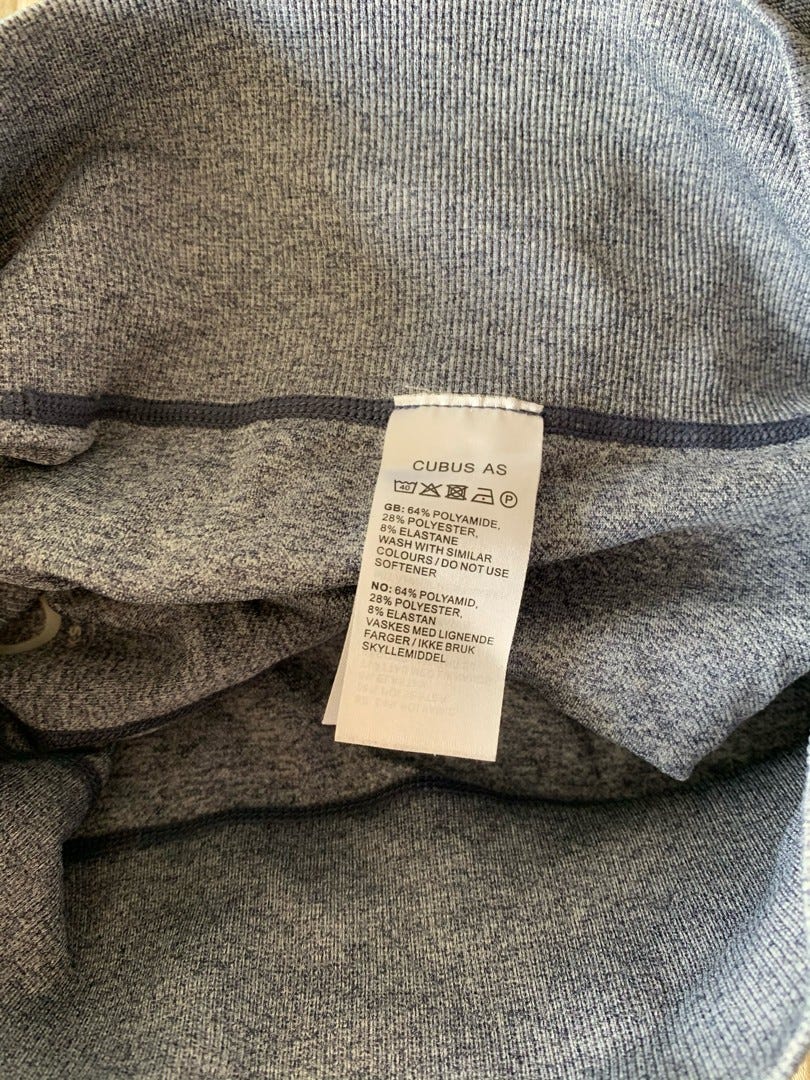 CUBUS AS
40 P
GB: 64% POLYAMIDE,
28% POLYESTER,
8% ELASTANE
WASH WITH SIMILAR
COLOURS / DO NOT USE
SOFTENER
NO: 64% POLYAMID,
28% POLYESTER,
8% ELASTAN
VASKES MED LIGNENDE
FARGER / IKKE BRUK
SKYLLEMIDDEL